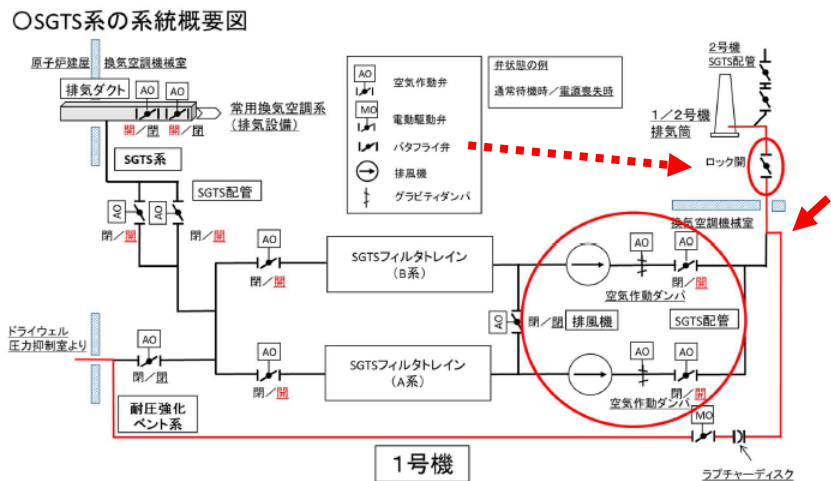 ○SGTS系の系統概要図
原子炉建屋
換気空調機械室
排気ダクト
AO
AO
開/閉
開/閉
常用換気空調系
(排気設備)
SGTS系
SGTS配管
AO
AO
閉/開
閉/開
AO
空気作動弁
MO
電動駆動弁
バタフライ弁
排風機
グラビティダンパ
弁状態の例
通常待機時/電源喪失時
2号機
SGTS配管
1/2号機
排気筒
ロック開
換気空調機械室
AO
閉/開
SGTSフィルタトレイン
(B系)
AO
AO
閉/開
空気作動ダンパ
AO
閉/閉
排風機
SGTS配管
ドライウェル
圧力抑制室より
AO
閉/閉
AO
閉/開
SGTSフィルタトレイン
(A系)
AO
AO
閉/開
空気作動ダンパ
耐圧強化
ベント系
MO
1号機
ラプチャーディスク